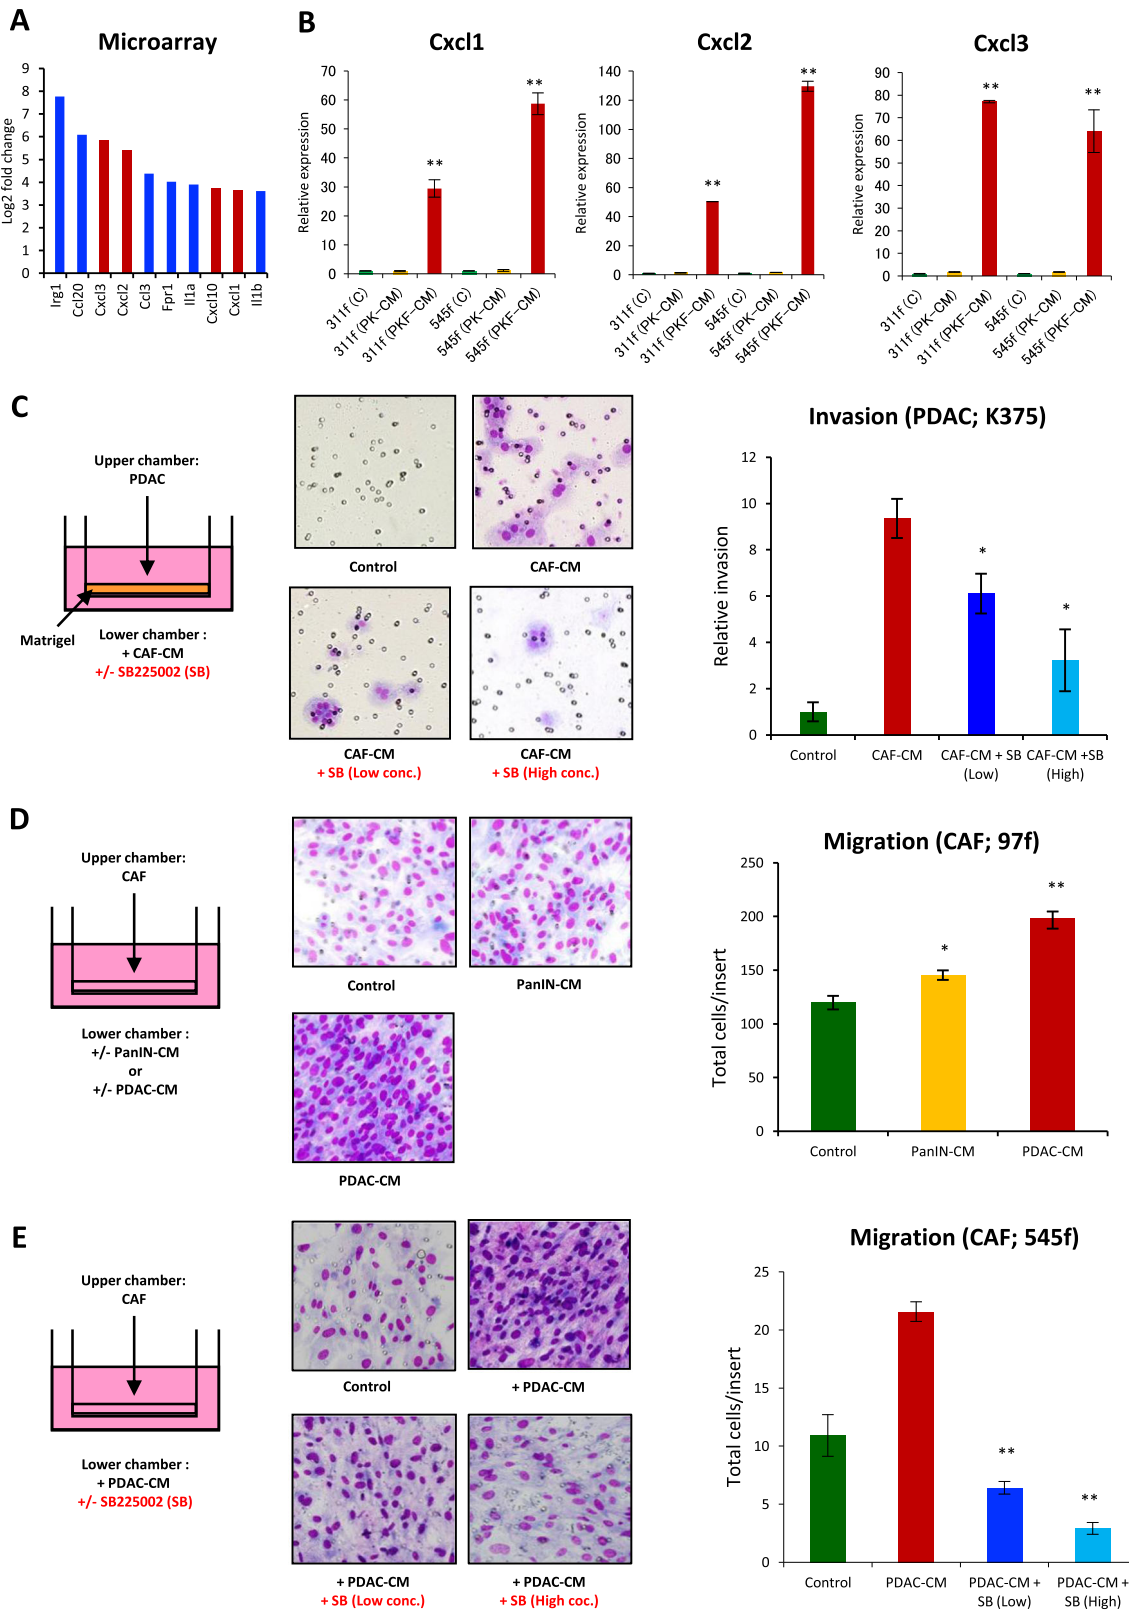 A
Microarray
Log2 fold change
9
8
7
6
5
4
3
2
1
0
Irg1
Ccl20
Cxcl3
Cxcl2
Ccl3
Fpr1
Il1a
Cxcl10
Cxcl1
Il1b
B
Cxcl1
Relative expression
70
60
50
40
30
20
10
0
**
**
311f (C)
311f (PK-CM)
311f (PKF-CM)
545f (C)
545f (PK-CM)
545f (PKF-CM)
Cxcl2
Relative expression
140
120
100
80
60
40
20
0
**
**
311f (C)
311f (PK-CM)
311f (PKF-CM)
545f (C)
545f (PK-CM)
545f (PKF-CM)
Cxcl3
Relative expression
90
80
70
60
50
40
30
20
10
0
**
**
311f (C)
311f (PK-CM)
311f (PKF-CM)
545f (C)
545f (PK-CM)
545f (PKF-CM)
C
Upper chamber:
PDAC
Matrigel
Lower chamber :
+ CAF-CM
+/- SB225002 (SB)
Control
CAF-CM
CAF-CM
+ SB (Low conc.)
CAF-CM
+ SB (High conc.)
Invasion (PDAC; K375)
Relative invasion
12
10
8
6
4
2
0
*
*
Control
CAF-CM
CAF-CM + SB
(Low)
CAF-CM +SB
(High)
D
Upper chamber:
CAF
Lower chamber :
+/- PanIN-CM
or
+/- PDAC-CM
Control
PanIN-CM
PDAC-CM
Migration (CAF; 97f)
Total cells/insert
250
200
150
100
50
0
*
**
Control
PanIN-CM
PDAC-CM
E
Upper chamber:
CAF
Lower chamber :
+ PDAC-CM
+/- SB225002 (SB)
Control
+ PDAC-CM
+ PDAC-CM
+ SB (Low conc.)
+ PDAC-CM
+ SB (High coc.)
Migration (CAF; 545f)
Total cells/insert
25
20
15
10
5
0
**
**
Control
PDAC-CM
PDAC-CM +
SB (Low)
PDAC-CM +
SB (High)